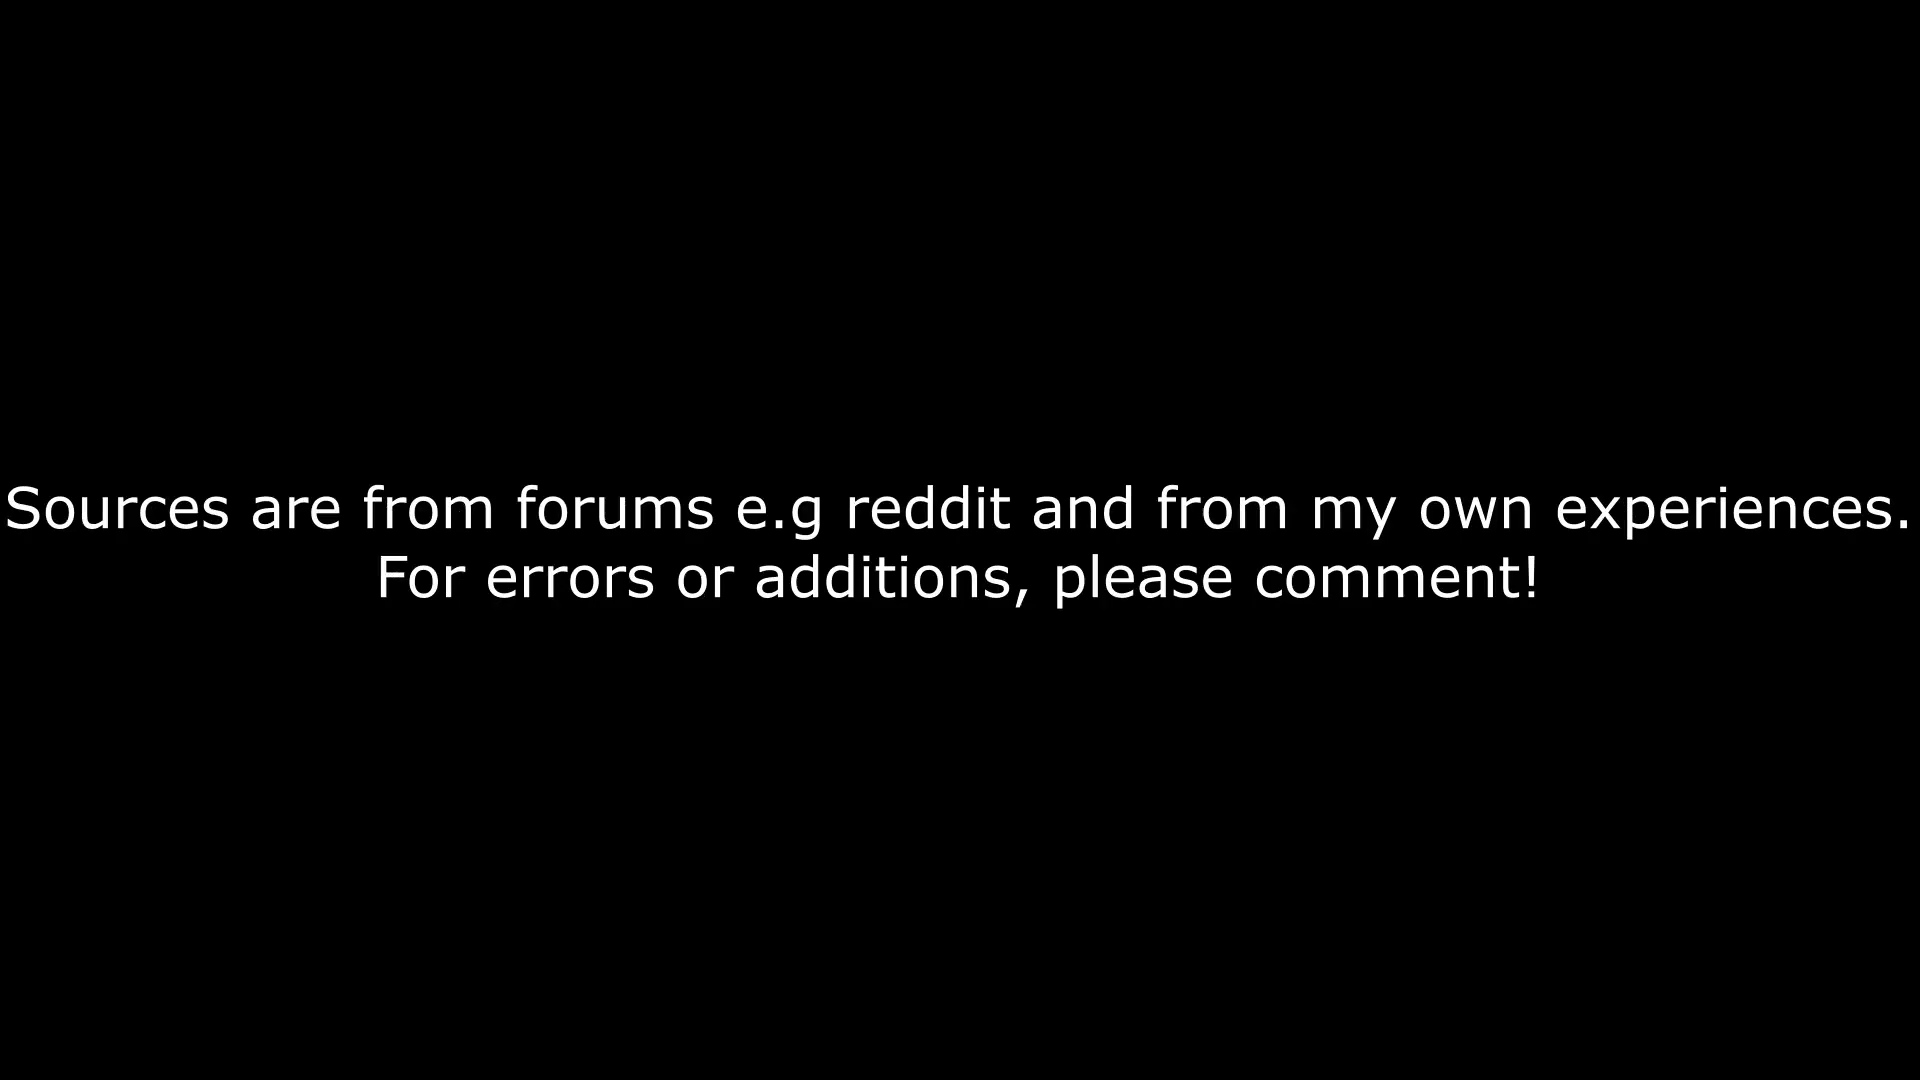 Sources are from forums e.g reddit and from my own experiences.
For errors or additions, please comment!